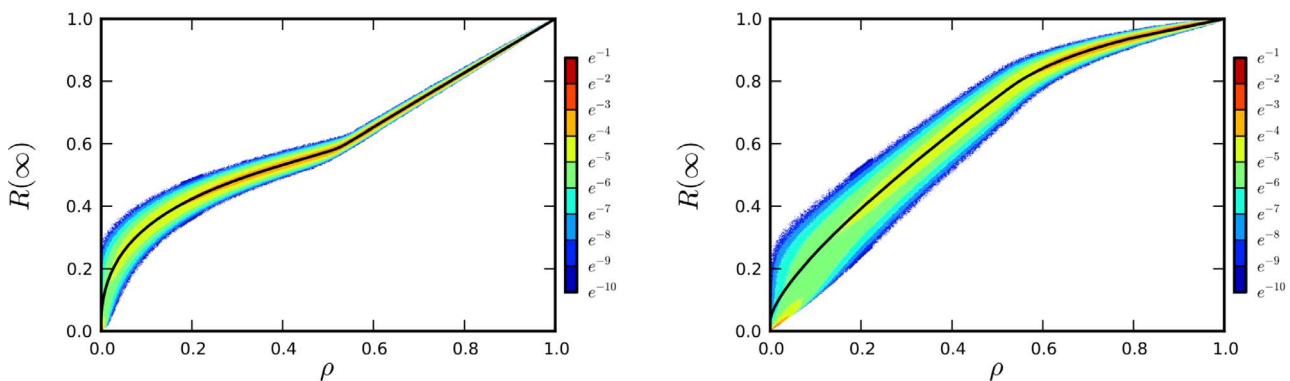 1.0
0.8
0.6
0.4
0.2
0.0
R(∞)
0.0 0.2 0.4 0.6 0.8 1.0
ρ
e⁻¹
e⁻²
e⁻³
e⁻⁴
e⁻⁵
e⁻⁶
e⁻⁷
e⁻⁸
e⁻⁹
e⁻¹⁰
1.0
0.8
0.6
0.4
0.2
0.0
R(∞)
0.0 0.2 0.4 0.6 0.8 1.0
ρ
e⁻¹
e⁻²
e⁻³
e⁻⁴
e⁻⁵
e⁻⁶
e⁻⁷
e⁻⁸
e⁻⁹
e⁻¹⁰